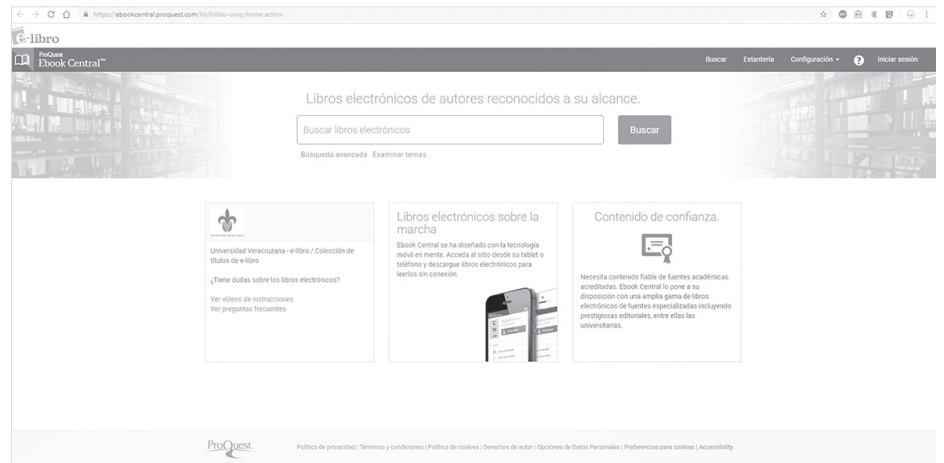 https://ebookcentral.proquest.com/lib/biblio-uvep/home.action
e-libro
ProQuest
Ebook Central™
Buscar Estantería Configuración ? Iniciar sesión
Libros electrónicos de autores reconocidos a su alcance.
Buscar libros electrónicos
Buscar
Búsqueda avanzada Examinar temas
Universidad Veracruzana
Universidad Veracruzana - e-libro / Colección de
títulos de e-libro
¿Tiene dudas sobre los libros electrónicos?
Ver vídeos de instrucciones
Ver preguntas frecuentes
Libros electrónicos sobre la
marcha
Ebook Central se ha diseñado con la tecnología
móvil en mente. Acceda al sitio desde su tablet o
teléfono y descargue libros electrónicos para
leerlos sin conexión.
Contenido de confianza.
Necesita contenido fiable de fuentes académicas
acreditadas. Ebook Central lo pone a su
disposición con una amplia gama de libros
electrónicos de fuentes especializadas incluyendo
prestigiosas editoriales, entre ellas las
universitarias.
ProQuest
Política de privacidad | Términos y condiciones | Política de cookies | Derechos de autor | Opciones de Datos Personales | Preferencias para cookies | Accessibility